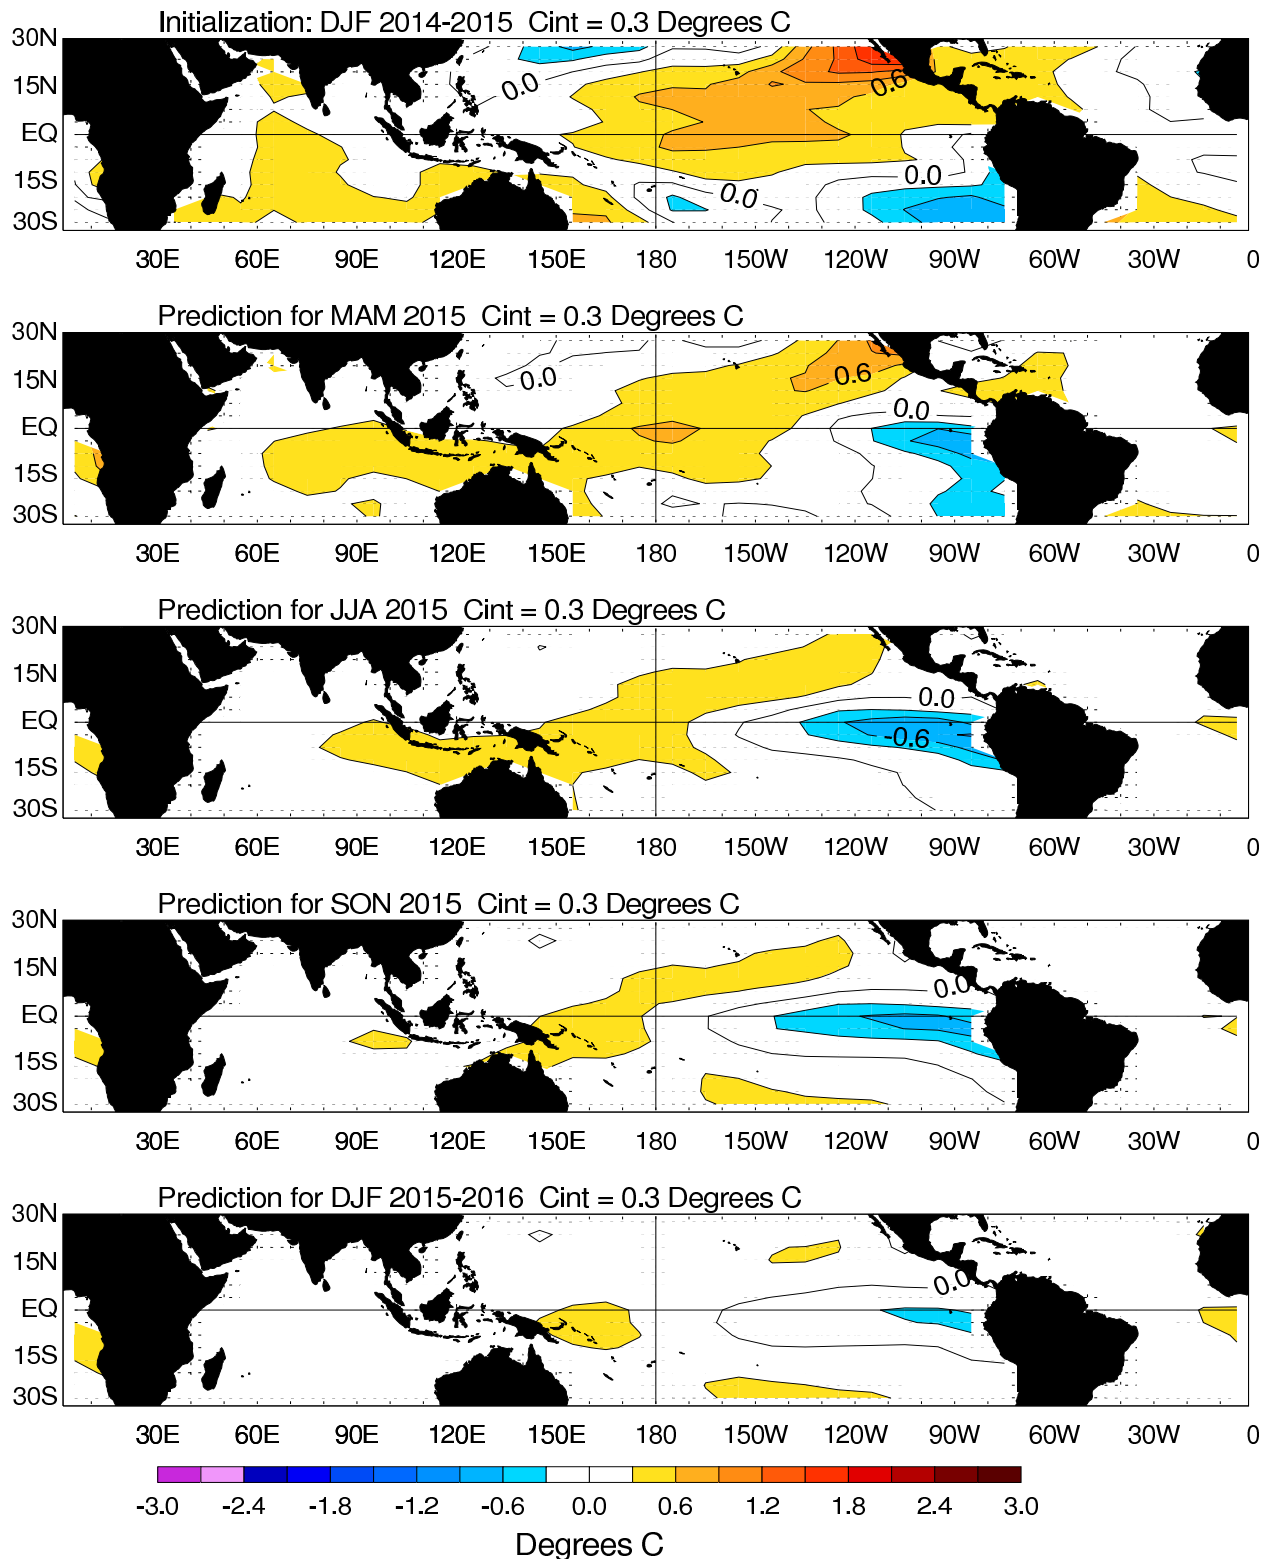 Initialization: DJF 2014-2015 Cint = 0.3 Degrees C
30N
15N
EQ
15S
30S
0.0
0.6
0.0
0.0
30E 60E 90E 120E 150E 180 150W 120W 90W 60W 30W 0
Prediction for MAM 2015 Cint = 0.3 Degrees C
30N
15N
EQ
15S
30S
0.0
0.6
0.0
30E 60E 90E 120E 150E 180 150W 120W 90W 60W 30W 0
Prediction for JJA 2015 Cint = 0.3 Degrees C
30N
15N
EQ
15S
30S
0.0
-0.6
30E 60E 90E 120E 150E 180 150W 120W 90W 60W 30W 0
Prediction for SON 2015 Cint = 0.3 Degrees C
30N
15N
EQ
15S
30S
0.0
30E 60E 90E 120E 150E 180 150W 120W 90W 60W 30W 0
Prediction for DJF 2015-2016 Cint = 0.3 Degrees C
30N
15N
EQ
15S
30S
0.0
30E 60E 90E 120E 150E 180 150W 120W 90W 60W 30W 0
-3.0 -2.4 -1.8 -1.2 -0.6 0.0 0.6 1.2 1.8 2.4 3.0
Degrees C